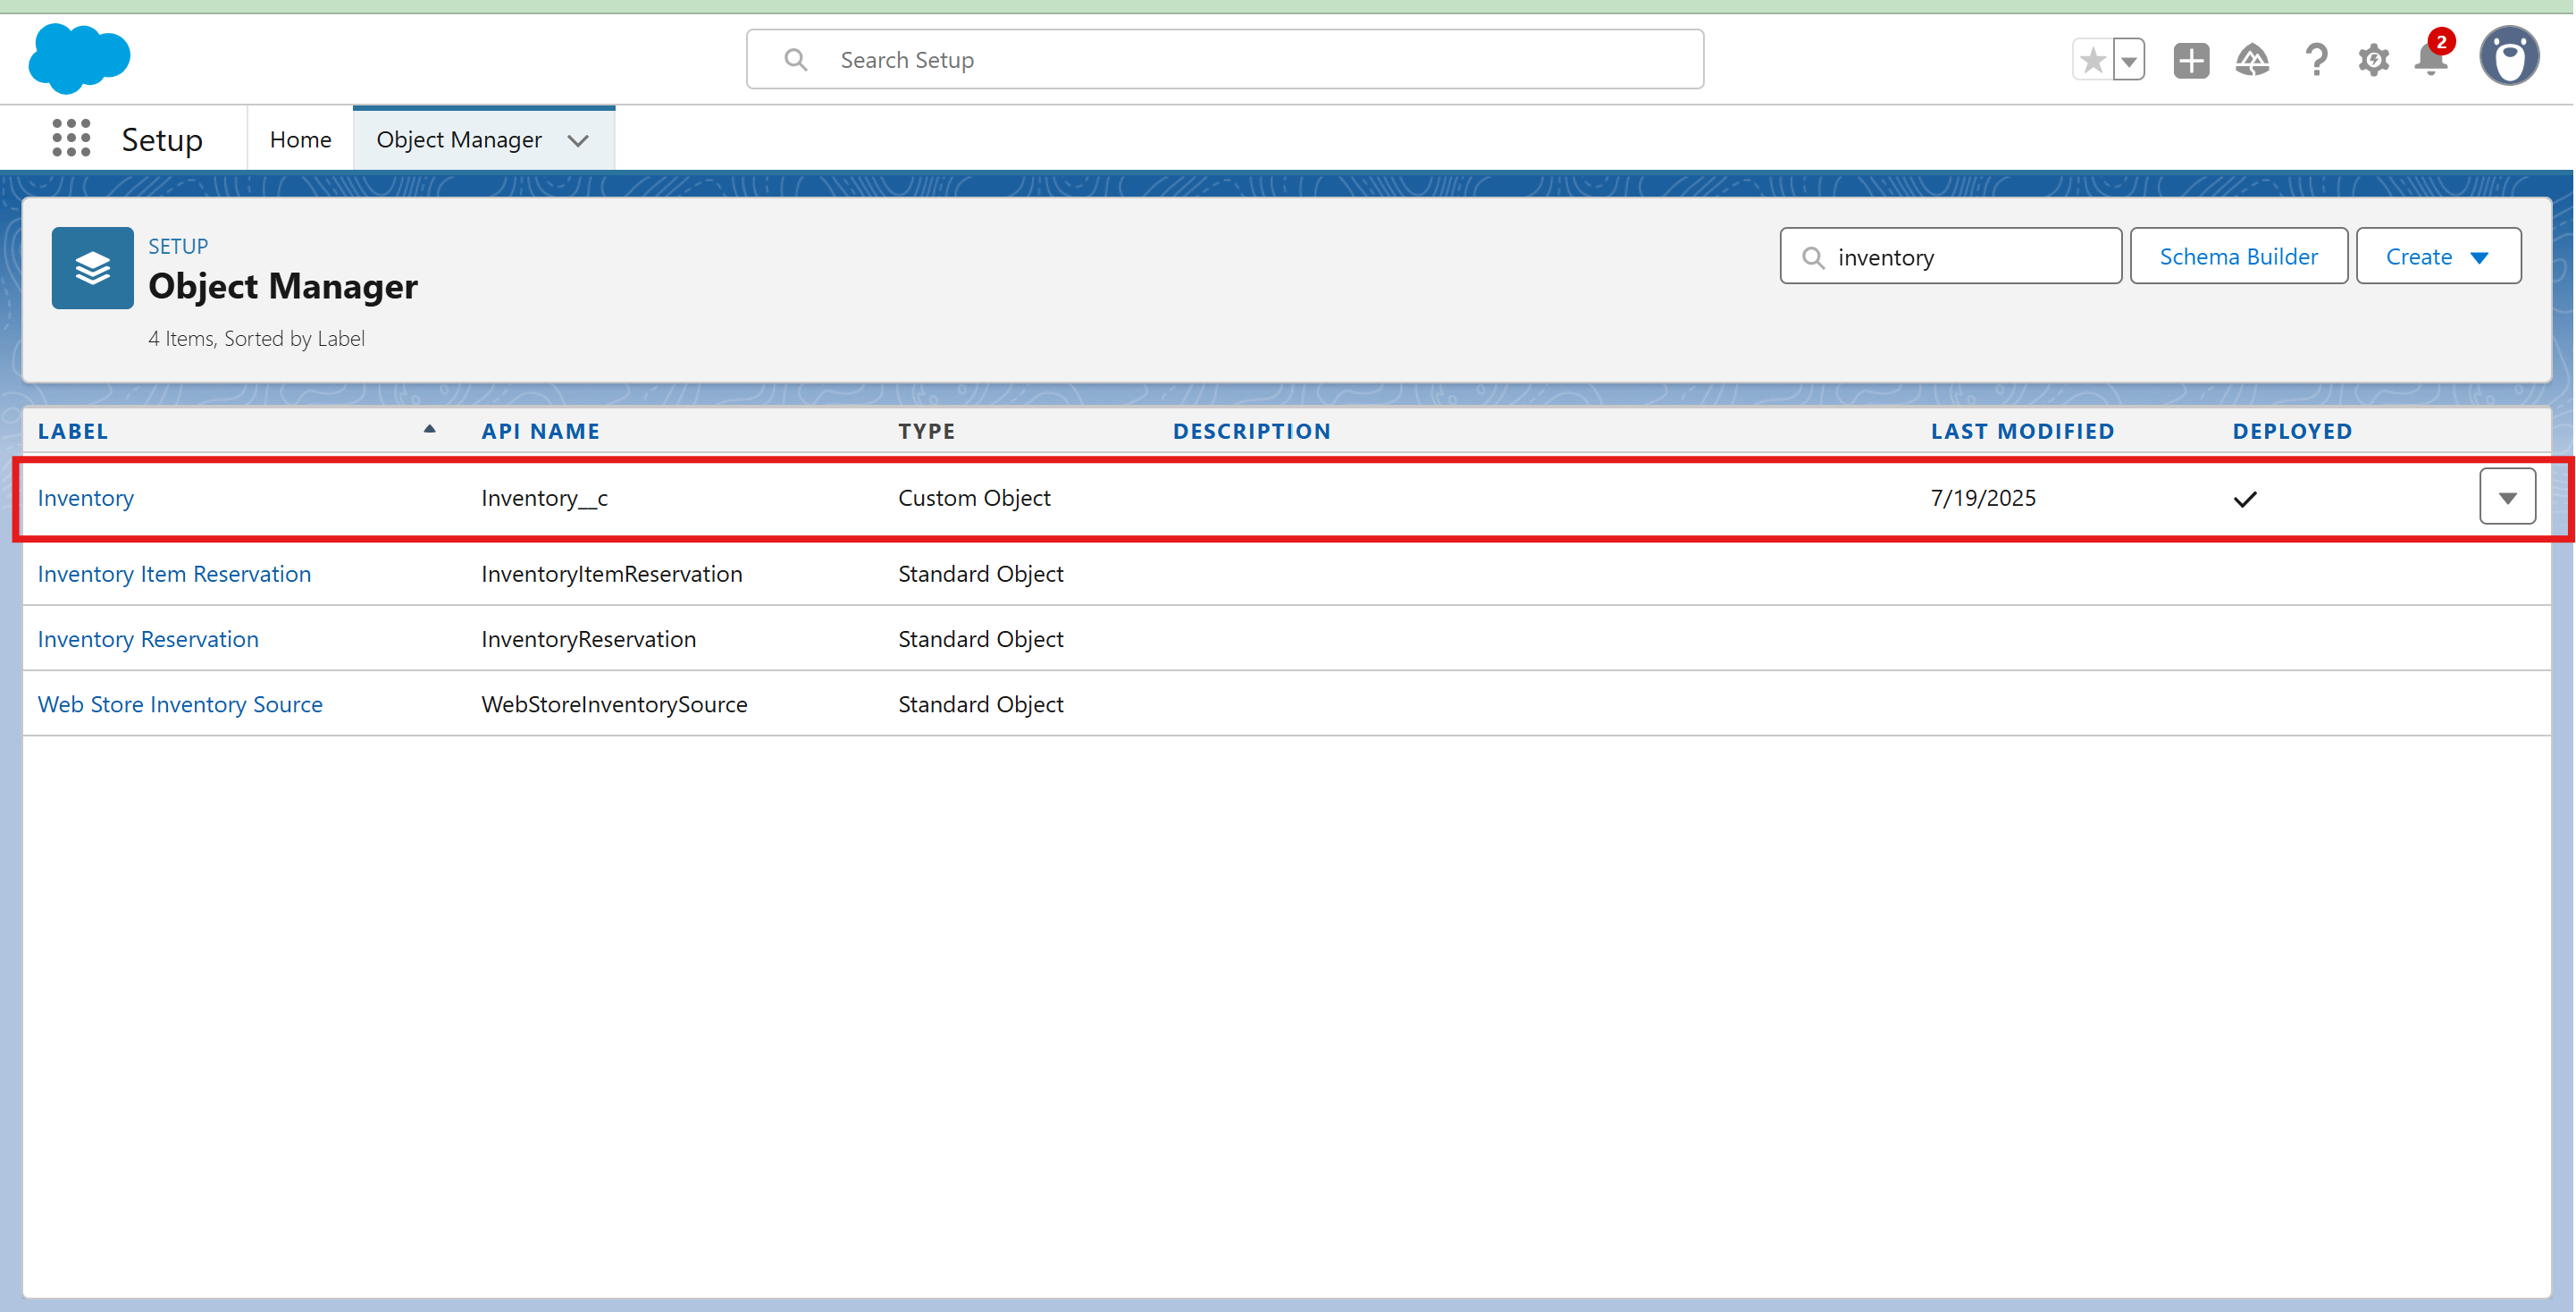 Search Setup
2
Setup Home Object Manager
SETUP
Object Manager
4 Items, Sorted by Label
inventory Schema Builder Create
LABEL API NAME TYPE DESCRIPTION LAST MODIFIED DEPLOYED
Inventory Inventory__c Custom Object 7/19/2025
Inventory Item Reservation InventoryItemReservation Standard Object
Inventory Reservation InventoryReservation Standard Object
Web Store Inventory Source WebStoreInventorySource Standard Object